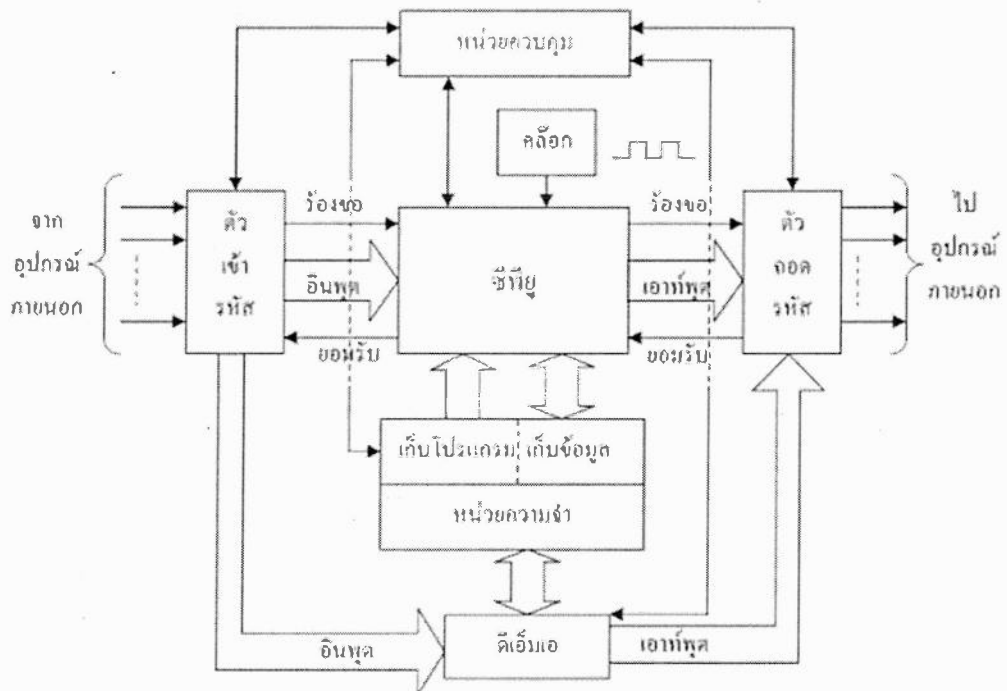 หน่วยควบคุม
คล๊อก
จาก
อุปกรณ์
ภายนอก
ตัว
เข้า
รหัส
ร้องขอ
อินพุต
ยอมรับ
ซีพียู
ร้องขอ
เอาท์พุต
ยอมรับ
ตัว
ถอด
รหัส
ไป
อุปกรณ์
ภายนอก
เก็บโปรแกรม เก็บข้อมูล
หน่วยความจำ
อินพุต
ดีเอ็มเอ
เอาท์พุต